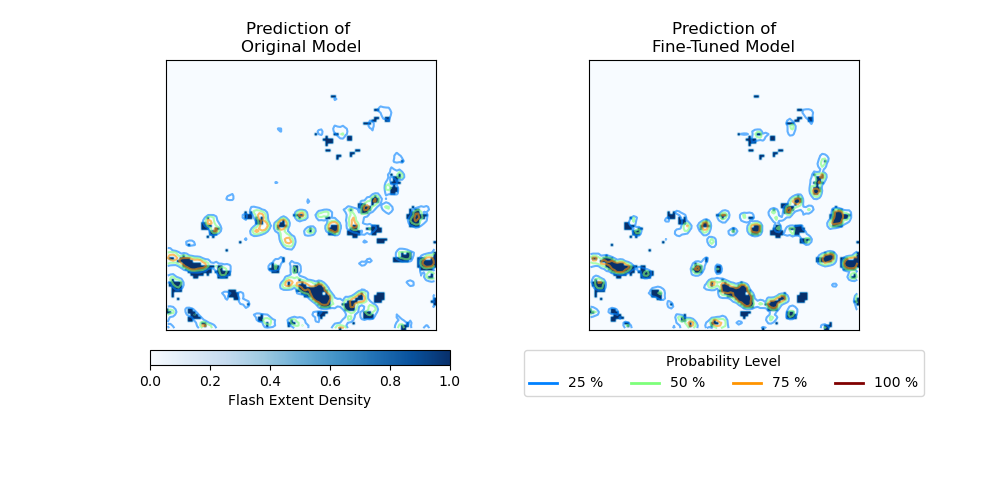 Prediction of
Original Model
Prediction of
Fine-Tuned Model
0.0 0.2 0.4 0.6 0.8 1.0
Flash Extent Density
Probability Level
25 % 50 % 75 % 100 %